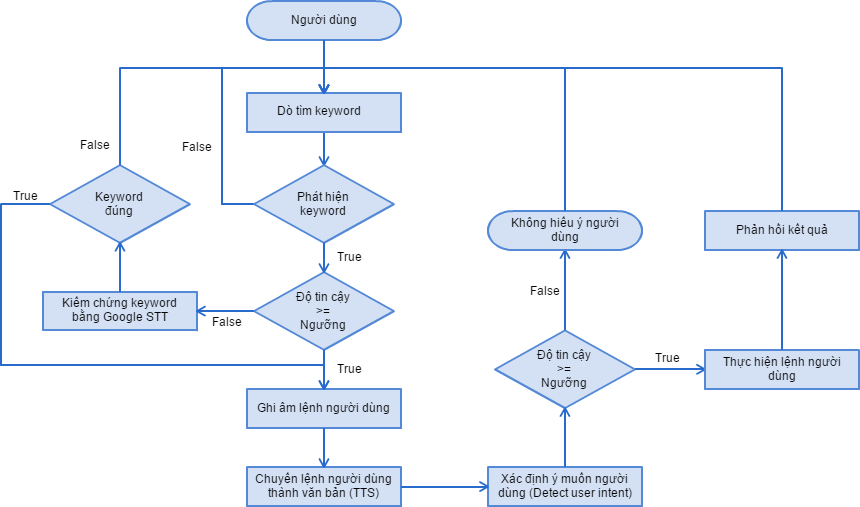 Người dùng
Dò tìm keyword
False
False
True
Keyword
đúng
Phát hiện
keyword
Không hiêu ý người
dùng
Phản hồi kết quả
True
Kiểm chứng keyword
bằng Google STT
False
Độ tin cậy
>=
Ngưỡng
False
True
Độ tin cậy
>=
Ngưỡng
True
Thực hiện lệnh người
dùng
Ghi âm lệnh người dùng
Chuyên lệnh người dùng
thành văn bản (TTS)
Xác định ý muôn người
dùng (Detect user intent)